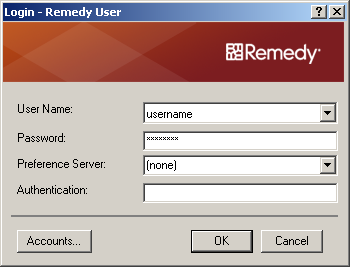 Login - Remedy User
Remedy
User Name: username
Password: ********
Preference Server: (none)
Authentication:
Accounts... OK Cancel